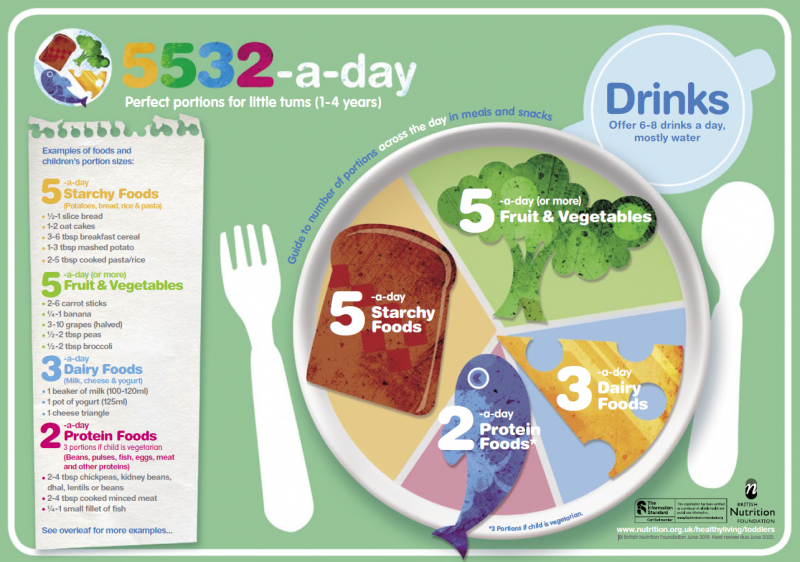 5532-a-day
Perfect portions for little tums (1-4 years)
Examples of foods and
children's portion sizes:
5 -a-day
Starchy Foods
(Potatoes, bread, rice & pasta)
• ½-1 slice bread
• 1-2 oat cakes
• 3-6 tbsp breakfast cereal
• 1-3 tbsp mashed potato
• 2-5 tbsp cooked pasta/rice
5 -a-day (or more)
Fruit & Vegetables
• 2-6 carrot sticks
• ¼-1 banana
• 3-10 grapes (halved)
• ½-2 tbsp peas
• ½-2 tbsp broccoli
3 -a-day
Dairy Foods
(Milk, cheese & yogurt)
• 1 beaker of milk (100-120ml)
• 1 pot of yogurt (125ml)
• 1 cheese triangle
2 -a-day
Protein Foods
3 portions if child is vegetarian
(Beans, pulses, fish, eggs, meat
and other proteins)
• 2-4 tbsp chickpeas, kidney beans,
dhal, lentils or beans
• 2-4 tbsp cooked minced meat
• ¼-1 small fillet of fish
See overleaf for more examples...
Guide to number of portions across the day in meals and snacks
Drinks
Offer 6-8 drinks a day,
mostly water
5 -a-day (or more)
Fruit & Vegetables
5 -a-day
Starchy
Foods
3 -a-day
Dairy
Foods
2 -a-day
Protein
Foods*
*3 Portions if child is vegetarian.
The
Information
Standard
Certified member
n
BRITISH
Nutrition
FOUNDATION
www.nutrition.org.uk/healthyliving/toddlers